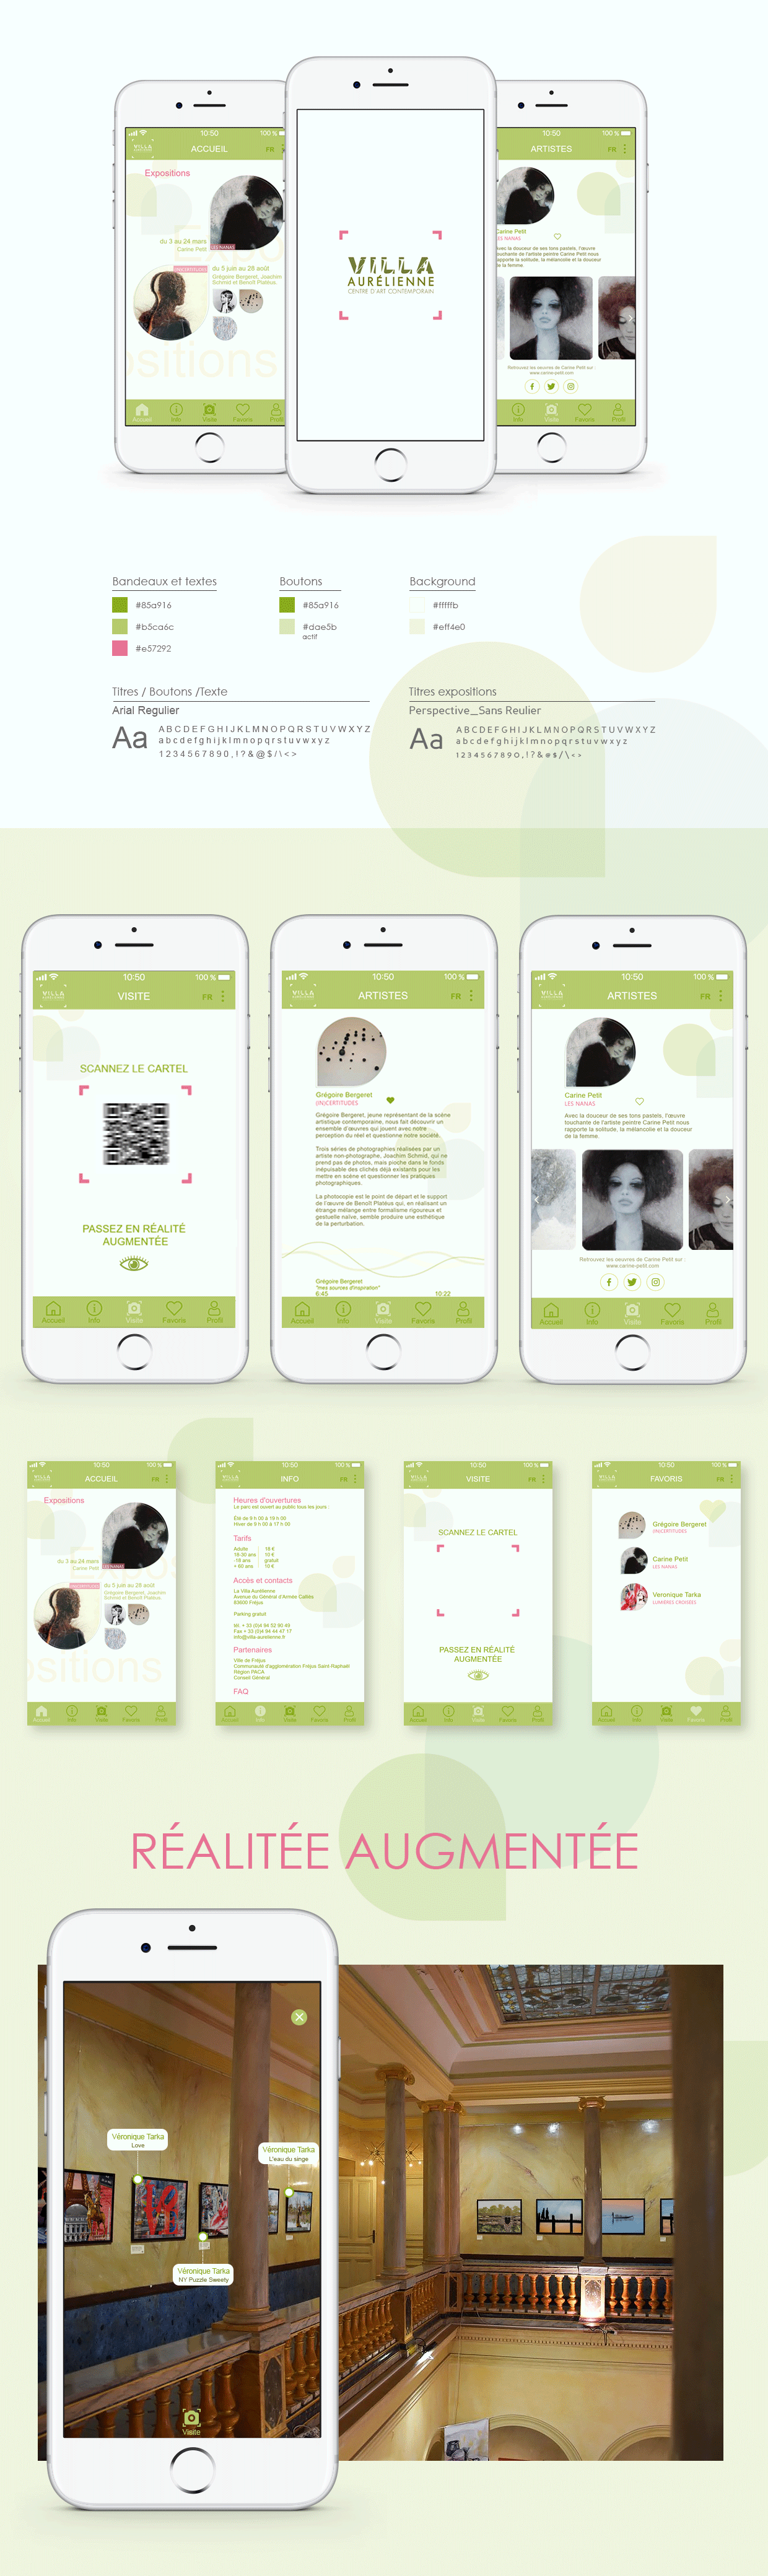 10:50
100 %
ACCUEIL
FR
Expositions
du 3 au 24 mars
Carine Petit
LES NANAS
(IN)CERTITUDES
du 5 juin au 28 août
Grégoire Bergeret, Joachim
Schmid et Benoît Platéus
ositions
Accueil
Info
Visite
Favoris
Profil
VILLA
AURÉLIENNE
CENTRE D'ART CONTEMPORAIN
10:50
100 %
ARTISTES
FR
Carine Petit
LES NANAS
Avec la douceur de ses tons pastels, l'œuvre
touchante de l'artiste peintre Carine Petit nous
rapporte la solitude, la mélancolie et la douceur
de la femme.
Retrouvez les oeuvres de Carine Petit sur :
www.carine-petit.com
Info
Visite
Favoris
Profil
Bandeaux et textes
#85a916
#b5ca6c
#e57292
Boutons
#85a916
#dae5b
actif
Background
#fffffb
#eff4e0
Titres / Boutons /Texte
Arial Regulier
Aa
ABCDEFGHIJKLMNOPQRSTUVWXYZ
abcdefghijklmnopqrstuvwxyz
1234567890,!?&@$/\<>
Titres expositions
Perspective_Sans Reulier
Aa
ABCDEFGHIJKLMNOPQRSTUVWXYZ
abcdefghijklmnopqrstuvwxyz
1234567890,!?&@$/\<>
10:50
100 %
VISITE
FR
SCANNEZ LE CARTEL
PASSEZ EN RÉALITÉ
AUGMENTÉE
Accueil
Info
Visite
Favoris
Profil
10:50
100 %
ARTISTES
FR
Grégoire Bergeret
(IN)CERTITUDES
Grégoire Bergeret, jeune représentant de la scène
artistique contemporaine, nous fait découvrir un
ensemble d'œuvres qui jouent avec notre
perception du réel et questionne notre société.
Trois séries de photographies réalisées par un
artiste non-photographe, Joachim Schmid, qui ne
prend pas de photos, mais pioche dans le fonds
inépuisable des clichés déjà existants pour les
mettre en scène et questionner les pratiques
photographiques.
La photocopie est le point de départ et le support
de l'œuvre de Benoît Platéus qui, en réalisant un
étrange mélange entre formalisme rigoureux et
gestuelle naïve, semble produire une esthétique
de la perturbation.
Grégoire Bergeret
"mes sources d'inspiration"
6:45
10:22
Accueil
Info
Visite
Favoris
Profil
10:50
100 %
ARTISTES
FR
Carine Petit
LES NANAS
Avec la douceur de ses tons pastels, l'œuvre
touchante de l'artiste peintre Carine Petit nous
rapporte la solitude, la mélancolie et la douceur
de la femme.
Retrouvez les oeuvres de Carine Petit sur :
www.carine-petit.com
Accueil
Info
Visite
Favoris
Profil
10:50
100 %
ACCUEIL
FR
Expositions
du 3 au 24 mars
Carine Petit
LES NANAS
(IN)CERTITUDES
du 5 juin au 28 août
Grégoire Bergeret, Joachim
Schmid et Benoît Platéus
ositions
Accueil
Info
Visite
Favoris
Profil
10:50
100 %
INFO
FR
Heures d'ouvertures
Le parc est ouvert au public tous les jours :
Été de 9 h 00 à 19 h 00
Hiver de 9 h 00 à 17 h 00
Tarifs
Adulte 18 €
18-30 ans 10 €
-18 ans gratuit
+ 60 ans 10 €
Accès et contacts
La Villa Aurélienne
Avenue du Général d'Armée Calliès
83600 Fréjus
Parking gratuit
tél. + 33 (0)4 94 52 90 49
Fax + 33 (0)4 94 44 47 17
info@villa-aurelienne.fr
Partenaires
Ville de Fréjus
Communauté d'agglomération Fréjus Saint Raphaël
Région PACA
Conseil Général
FAQ
Accueil
Info
Visite
Favoris
Profil
10:50
100 %
VISITE
FR
SCANNEZ LE CARTEL
PASSEZ EN RÉALITÉ
AUGMENTÉE
Accueil
Info
Visite
Favoris
Profil
10:50
100 %
FAVORIS
FR
Grégoire Bergeret
(IN)CERTITUDES
Carine Petit
LES NANAS
Veronique Tarka
LUMIÈRES CROISÉES
Accueil
Info
Visite
Favoris
Profil
RÉALITÉE AUGMENTÉE
Véronique Tarka
Love
Véronique Tarka
L'eau du singe
Véronique Tarka
NY Puzzle Sweety
Visite